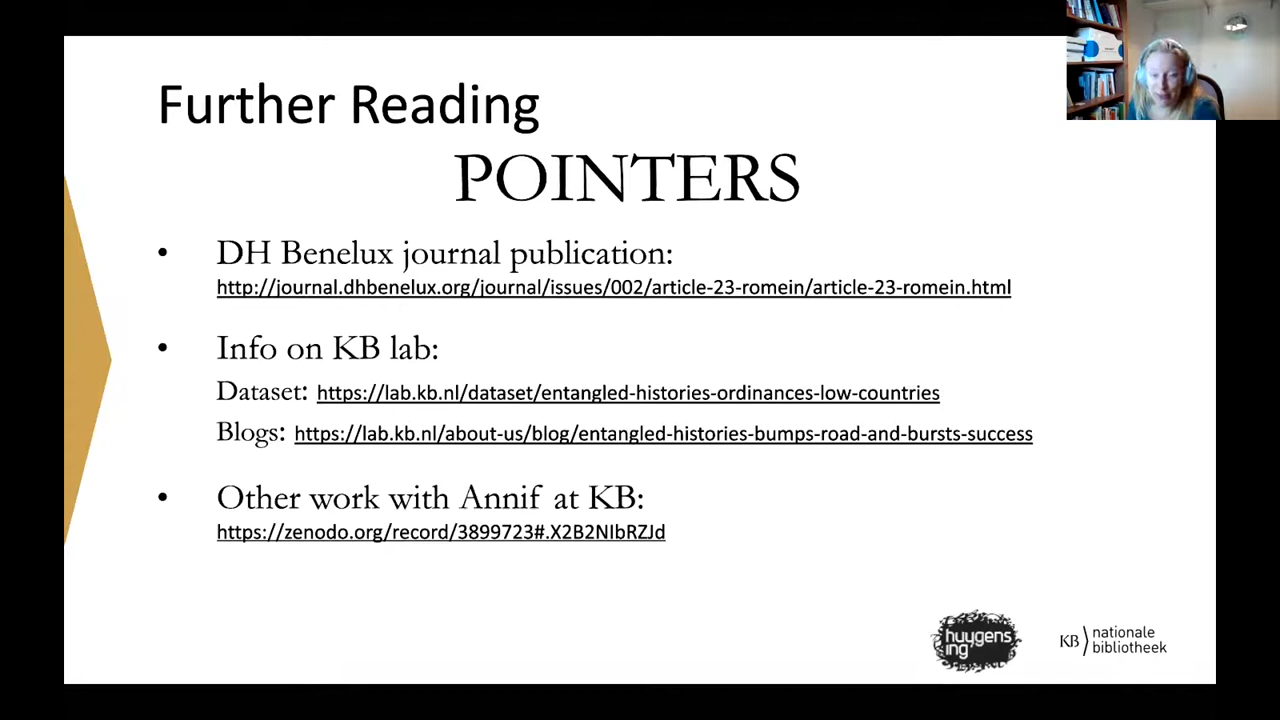 Further Reading
POINTERS
• DH Benelux journal publication:
http://journal.dhbenelux.org/journal/issues/002/article-23-romein/article-23-romein.html
• Info on KB lab:
Dataset: https://lab.kb.nl/dataset/entangled-histories-ordinances-low-countries
Blogs: https://lab.kb.nl/about-us/blog/entangled-histories-bumps-road-and-bursts-success
• Other work with Annif at KB:
https://zenodo.org/record/3899723#.X2B2NIbRZJd
huygens
ing
KB nationale
bibliotheek